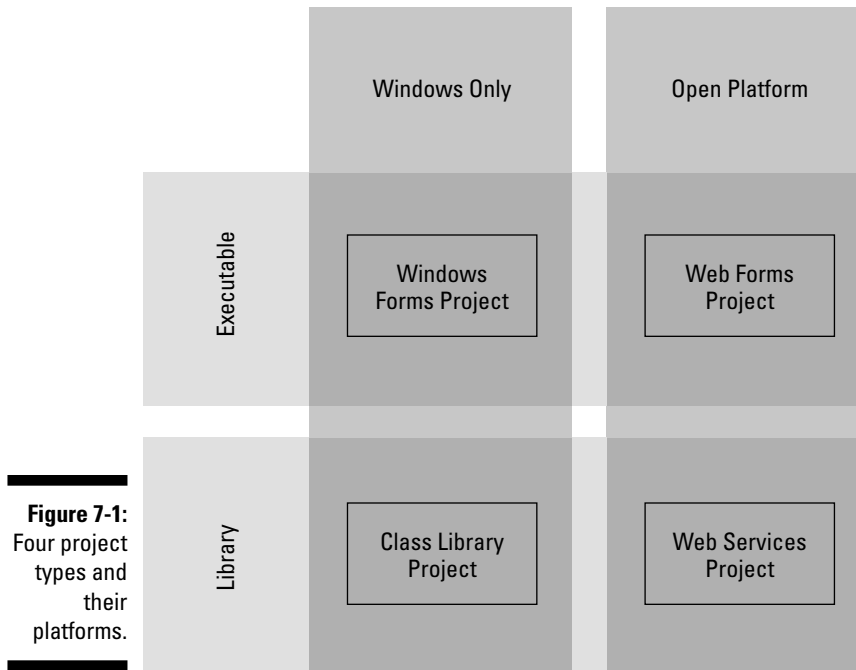 Windows Only
Open Platform
Executable
Windows
Forms Project
Web Forms
Project
Library
Class Library
Project
Web Services
Project
Figure 7-1:
Four project
types and
their
platforms.